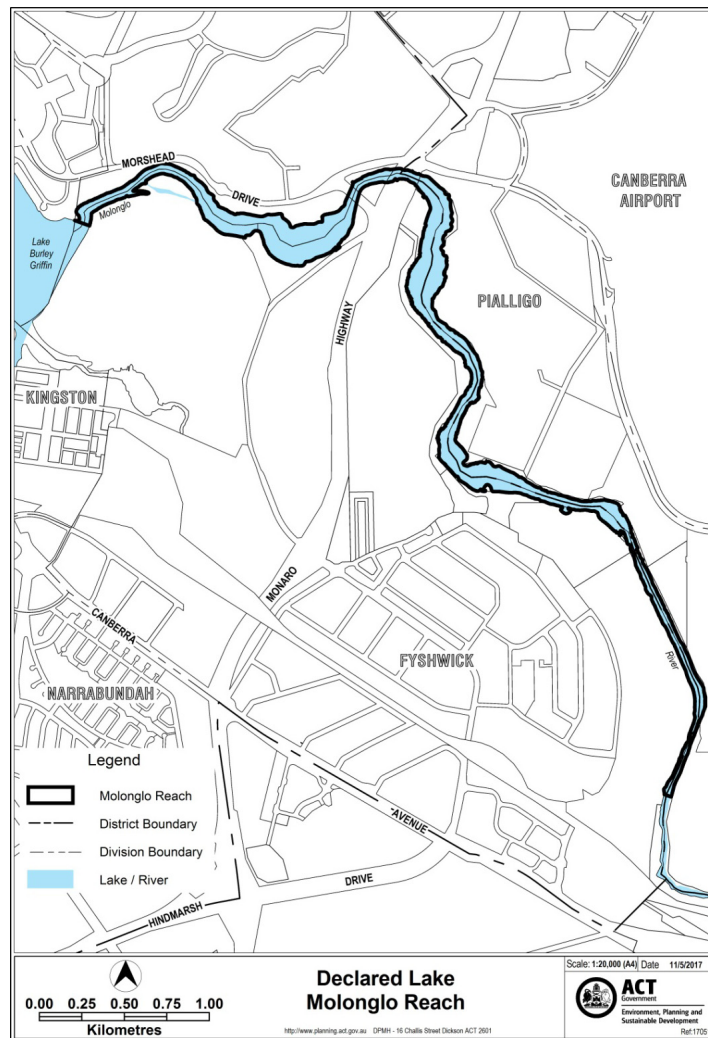 MORSHEAD
DRIVE
CANBERRA
AIRPORT
Molonglo
Lake
Burley
Griffin
PIALLIGO
HIGHWAY
KINGSTON
MONARO
CANBERRA
FYSHWICK
River
NARRABUNDAH
Legend
Molonglo Reach
District Boundary
Division Boundary
Lake / River
AVENUE
DRIVE
HINDMARSH
0.00 0.25 0.50 0.75 1.00
Kilometres
Declared Lake
Molonglo Reach
http://www.planning.act.gov.au DPMH - 16 Challis Street Dickson ACT 2601
Scale: 1:20,000 (A4) Date 11/5/2017
ACT
Government
Environment, Planning and
Sustainable Development
Ref:1705